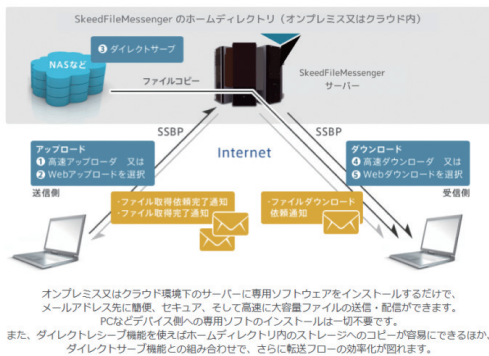 SkeedFileMessenger のホームディレクトリ（オンプレミス又はクラウド内）
③ ダイレクトサーブ
NASなど
ファイルコピー
SkeedFileMessenger
サーバー
SSBP
SSBP
Internet
アップロード
① 高速アップローダ 又は
② Webアップロードを選択
送信側
ダウンロード
④ 高速ダウンローダ 又は
⑤ Webダウンロードを選択
受信側
・ファイル取得依頼完了通知
・ファイル取得完了通知
・ファイルダウンロード
依頼通知
オンプレミス又はクラウド環境下のサーバーに専用ソフトウェアをインストールするだけで、
メールアドレス宛に簡便、セキュア、そして高速に大容量ファイルの送信・配信ができます。
PCなどデバイス側への専用ソフトのインストールは一切不要です。
また、ダイレクトレシーブ機能を使えばホームディレクトリ内のストレージへのコピーが容易にできるほか、
ダイレクトサーブ機能との組み合わせで、さらに転送フローの効率化が図れます。